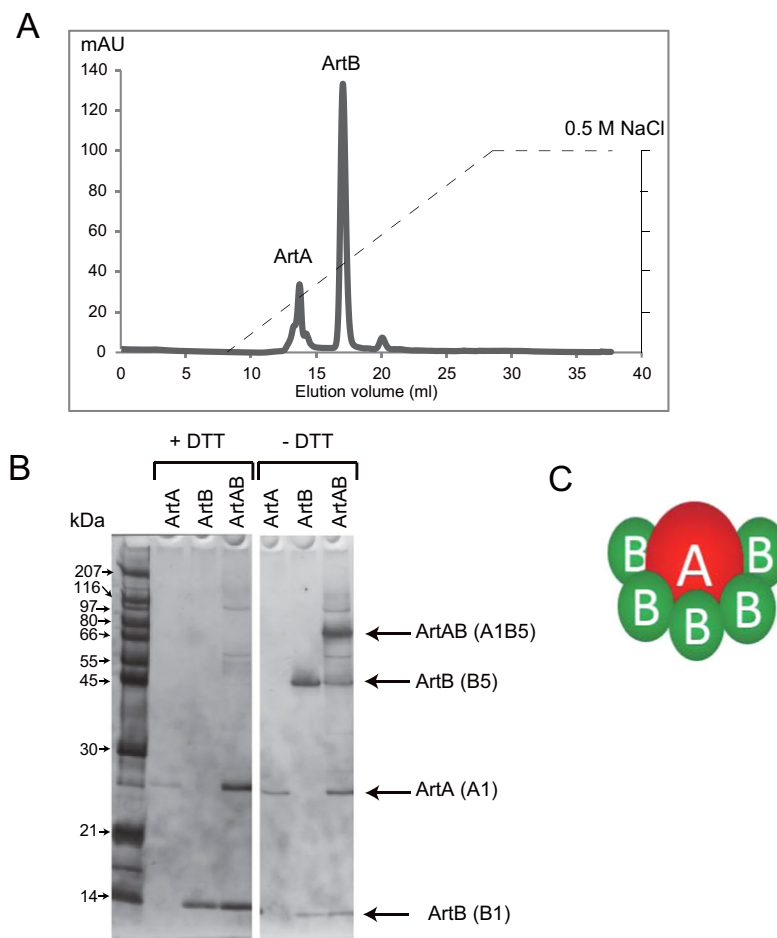 A
mAU
ArtB
140
120
100
80
60
40
20
0
0.5 M NaCl
ArtA
0 5 10 15 20 25 30 35 40
Elution volume (ml)
B
+ DTT - DTT
kDa
ArtA ArtB ArtAB ArtA ArtB ArtAB
207
116
97
80
66
55
45
30
21
14
ArtAB (A1B5)
ArtB (B5)
ArtA (A1)
ArtB (B1)
C
B A B
B B B